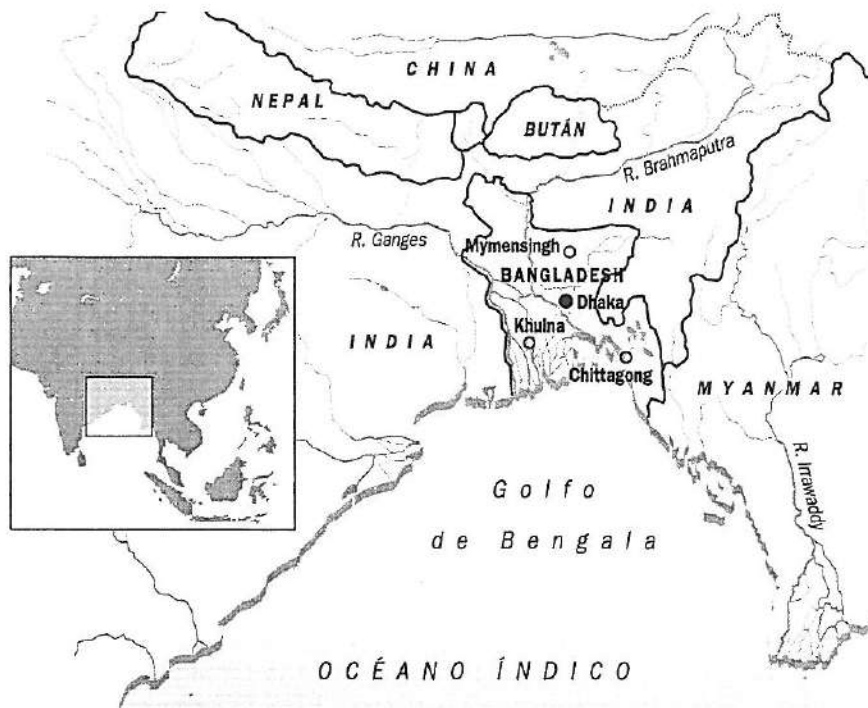 CHINA
NEPAL
BUTÁN
R. Brahmaputra
INDIA
R. Ganges
Mymensingh
BANGLADESH
Dhaka
INDIA
Khulna
Chittagong
MYANMAR
R. Irrawaddy
Golfo
de Bengala
OCÉANO ÍNDICO